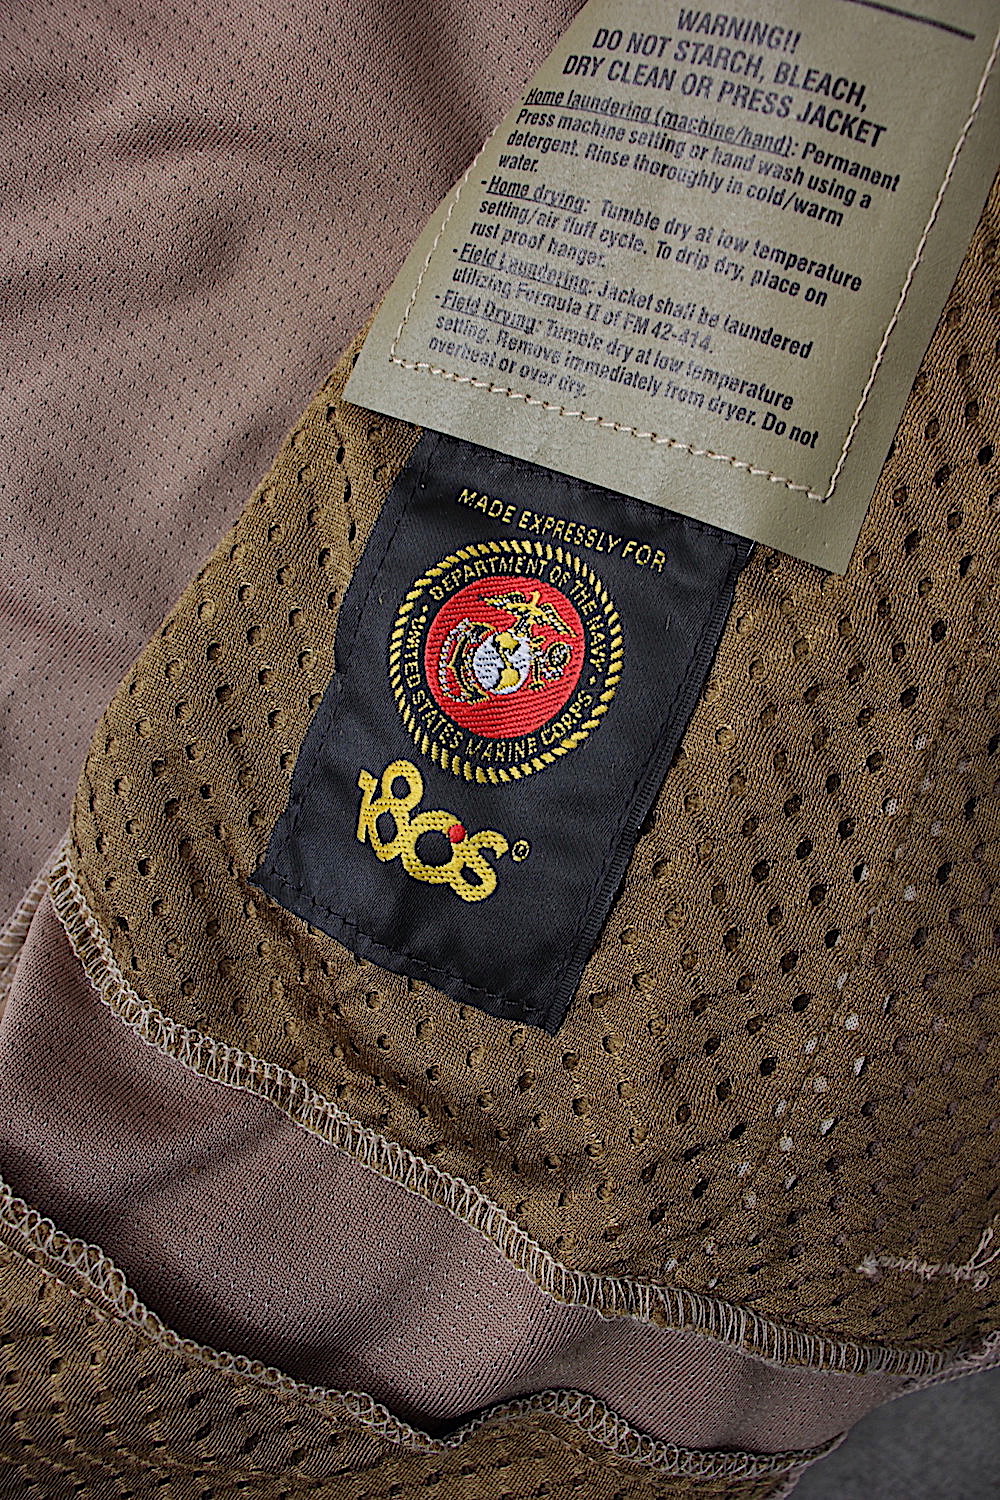 WARNING!!
DO NOT STARCH, BLEACH,
DRY CLEAN OR PRESS JACKET
-Home laundering (machine/hand): Permanent
Press machine setting or hand wash using a
detergent. Rinse thoroughly in cold/warm
water.
-Home drying: Tumble dry at low temperature
setting/air fluff cycle. To drip dry, place on
rust proof hanger.
-Field Laundering: Jacket shall be laundered
utilizing Formula II of FM 42-414.
-Field Drying: Tumble dry at low temperature
setting. Remove immediately from dryer. Do not
overheat or over dry.
MADE EXPRESSLY FOR
DEPARTMENT OF THE NAVY
UNITED STATES MARINE CORPS
®